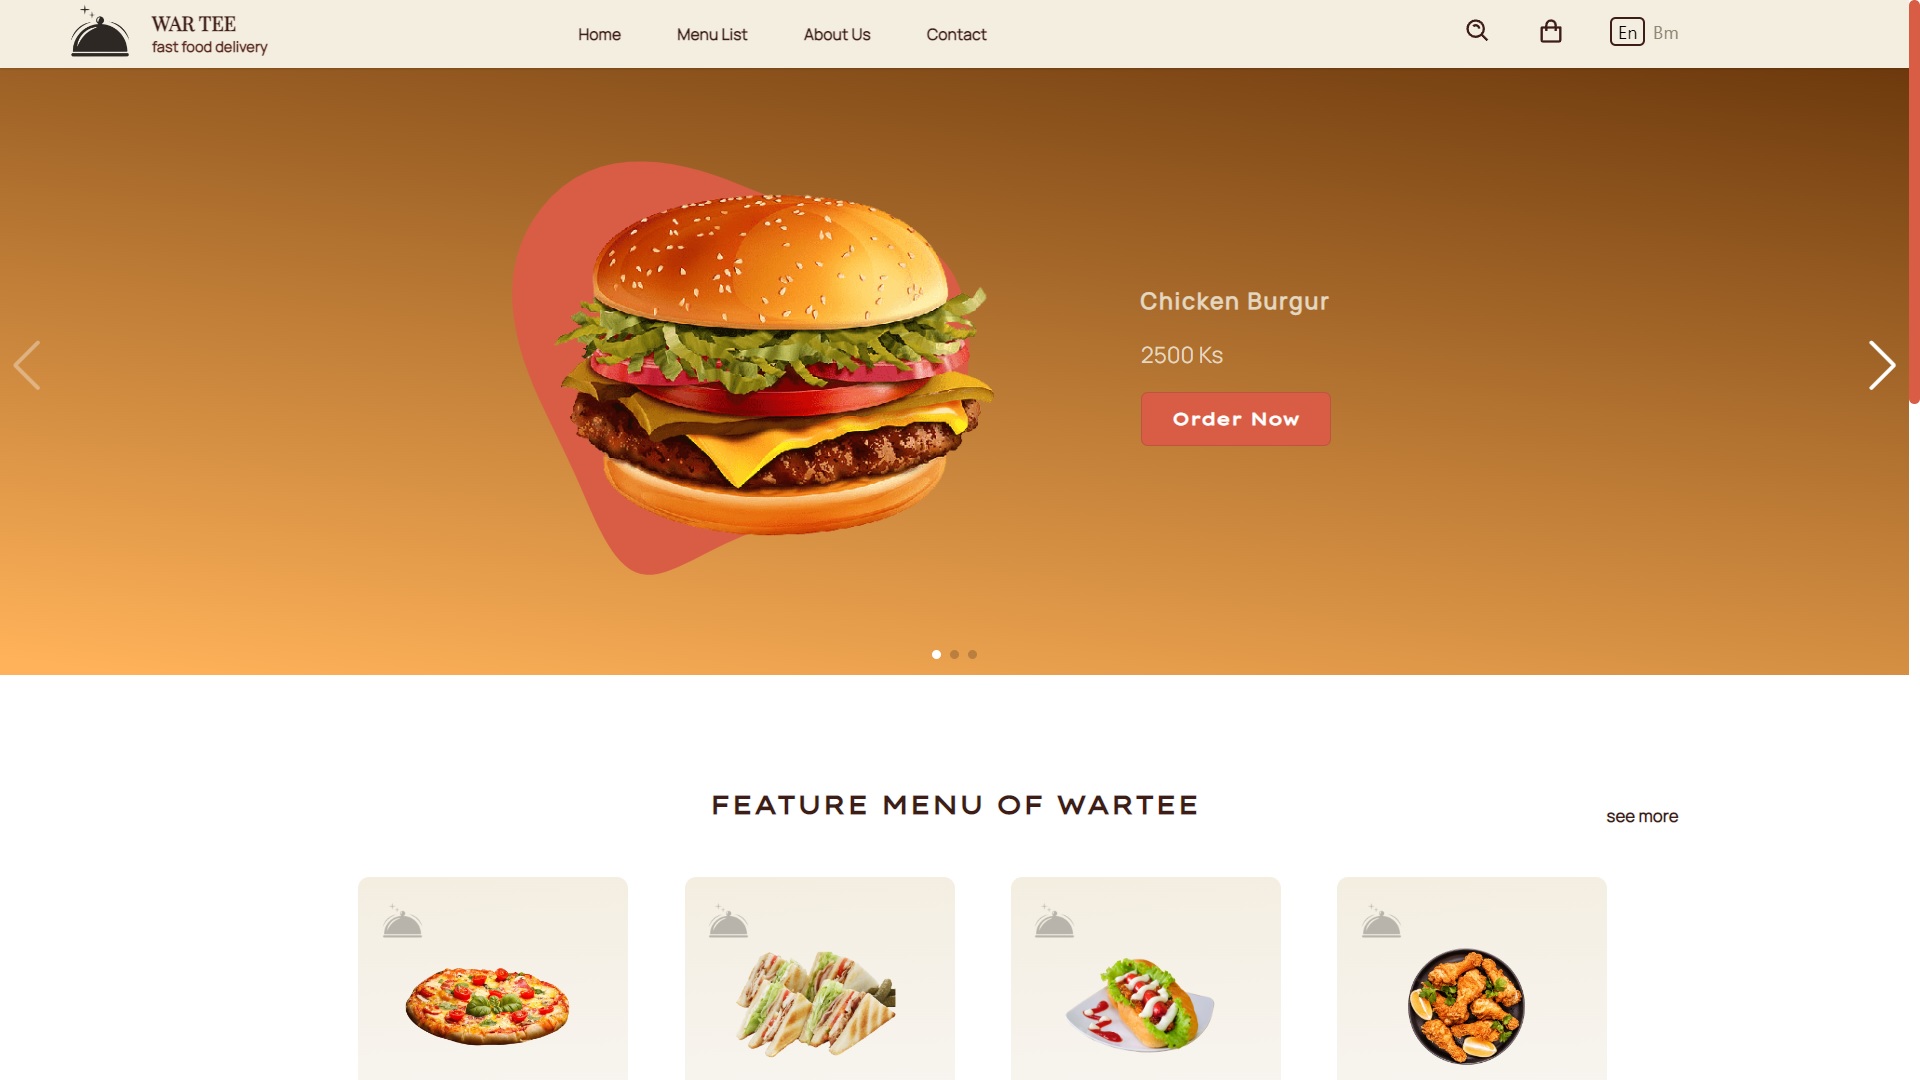 WAR TEE
fast food delivery
Home
Menu List
About Us
Contact
En
Bm
Chicken Burgur
2500 Ks
Order Now
FEATURE MENU OF WARTEE
see more